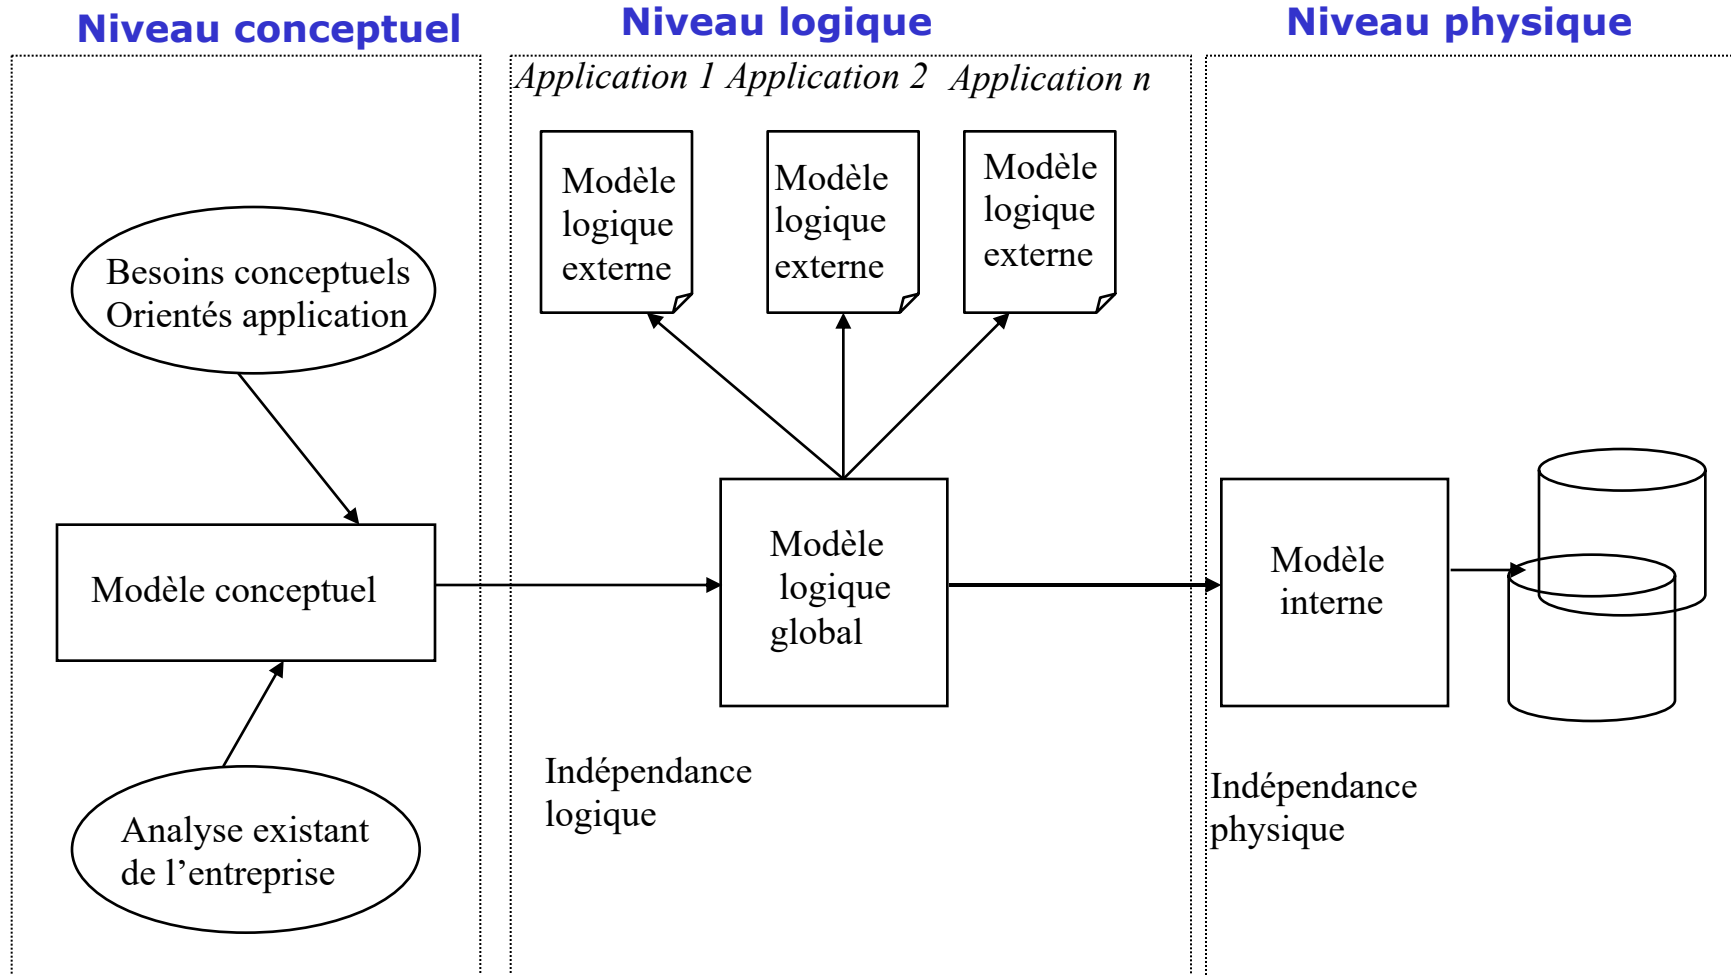 Niveau conceptuel
Niveau logique
Niveau physique
Application 1
Application 2
Application n
Modèle
logique
externe
Modèle
logique
externe
Modèle
logique
externe
Besoins conceptuels
Orientés application
Modèle conceptuel
Analyse existant
de l’entreprise
Modèle
logique
global
Modèle
interne
Indépendance
logique
Indépendance
physique